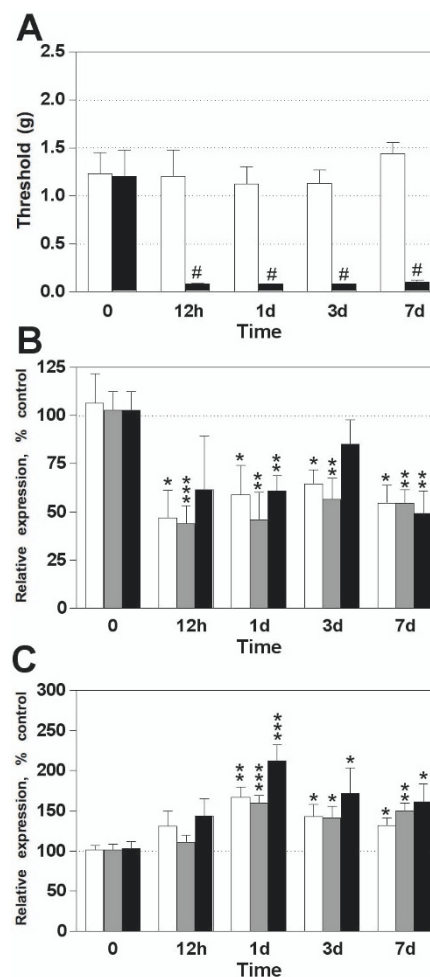 A
Threshold (g)
2.5
2.0
1.5
1.0
0.5
0.0
# # # #
0 12h 1d 3d 7d
Time
B
Relative expression, % control
125
100
75
50
25
0
* *** * ** ** * ** * ** **
0 12h 1d 3d 7d
Time
C
Relative expression, % control
300
250
200
150
100
50
0
** *** *** * * * * ** *
0 12h 1d 3d 7d
Time